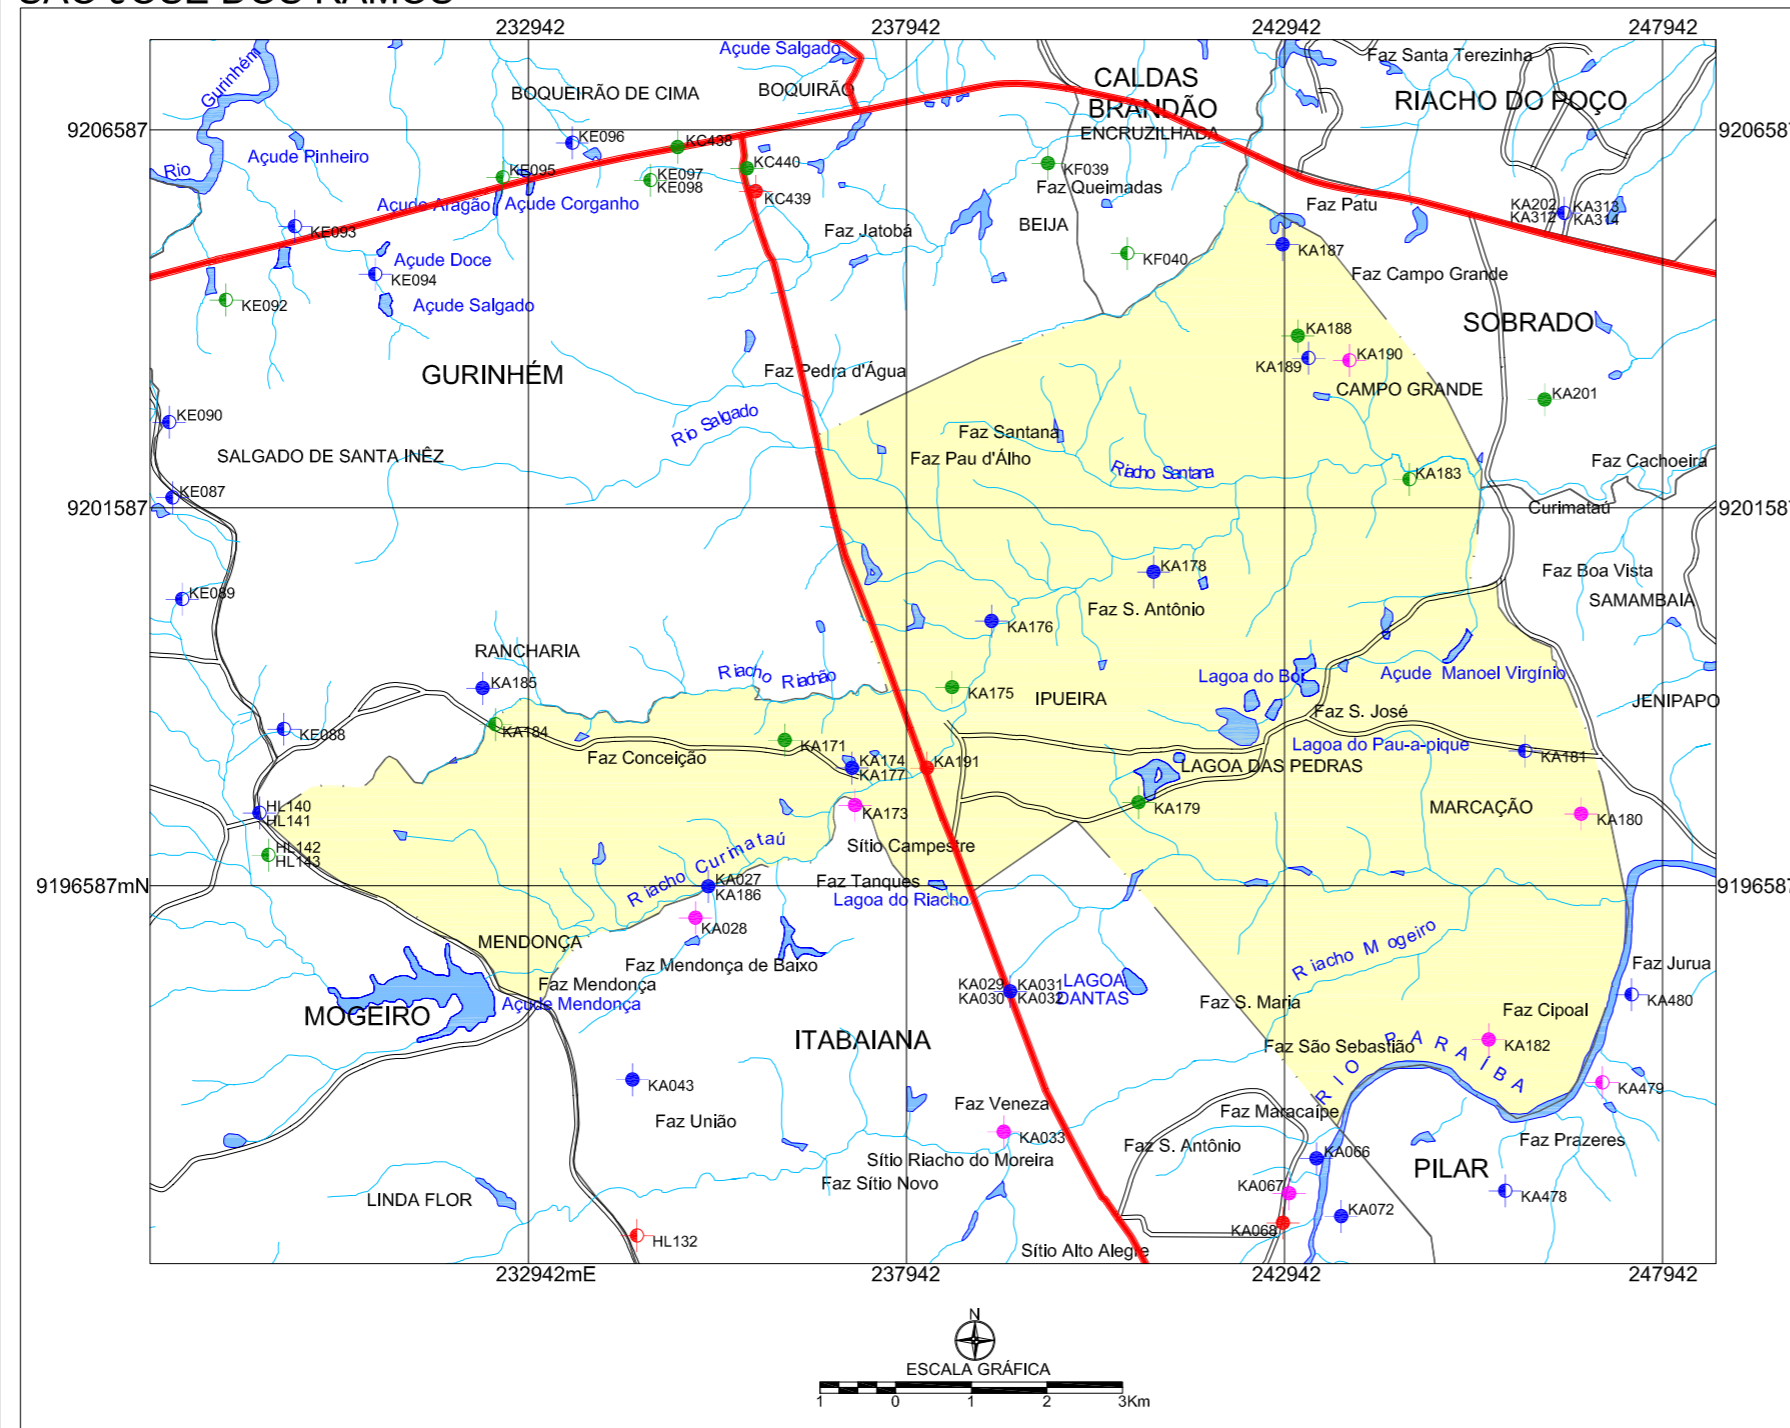 SÃO JOSÉ DOS RAMOS
232942
237942
242942
247942
Açude Salgado
Faz Santa Terezinha
Gurinhém
BOQUEIRÃO DE CIMA
BOQUIRÃO
CALDAS
BRANDÃO
RIACHO DO POÇO
9206587
ENCRUZILHADA
9206587
KE096
KC438
Açude Pinheiro
Rio
KE095
KE097
KE098
KC440
KC439
KF039
Faz Queimadas
Açude Aragão
Açude Corganho
Faz Patu
KA202
KA312
KA313
KA314
KE093
Faz Jatobá
BEIJA
KA187
Açude Doce
KE094
KF040
Faz Campo Grande
KE092
Açude Salgado
SOBRADO
KA188
GURINHÉM
Faz Pedra d'Água
KA189
KA190
CAMPO GRANDE
KA201
KE090
Rio Salgado
Faz Santana
SALGADO DE SANTA INÊZ
Faz Pau d'Álho
Riacho Santana
KA183
Faz Cachoeira
KE087
9201587
9201587
Curimataú
KA178
Faz Boa Vista
KE089
Faz S. Antônio
SAMAMBAIA
KA176
RANCHARIA
Riacho Riachão
KA185
Lagoa do Boi
Açude Manoel Virgínio
KA175
IPUEIRA
JENIPAPO
KA184
KE088
KA171
Faz S. José
Faz Conceição
Lagoa do Pau-a-pique
KA181
KA174
KA177
KA191
LAGOA DAS PEDRAS
HL140
HL141
KA173
KA179
MARCAÇÃO
KA180
HL142
HL143
Riacho Curimataú
Sítio Campestre
9196587mN
KA027
KA186
Faz Tanques
Lagoa do Riacho
9196587
KA028
MENDONÇA
Riacho Mogeiro
Faz Mendonça de Baixo
Faz Jurua
Faz Mendonça
Açude Mendonça
KA029
KA030
KA031
KA032
LAGOA
DANTAS
Faz S. Maria
KA480
MOGEIRO
Faz Cipoal
ITABAIANA
Faz São Sebastião
RIO PARAÍBA
KA182
KA043
KA479
Faz União
Faz Veneza
Faz Maracaípe
KA033
Faz S. Antônio
Faz Prazeres
Sítio Riacho do Moreira
KA066
PILAR
Faz Sítio Novo
KA067
KA478
LINDA FLOR
KA072
KA068
HL132
Sítio Alto Alegre
232942mE
237942
242942
247942
N
ESCALA GRÁFICA
1 0 1 2 3Km